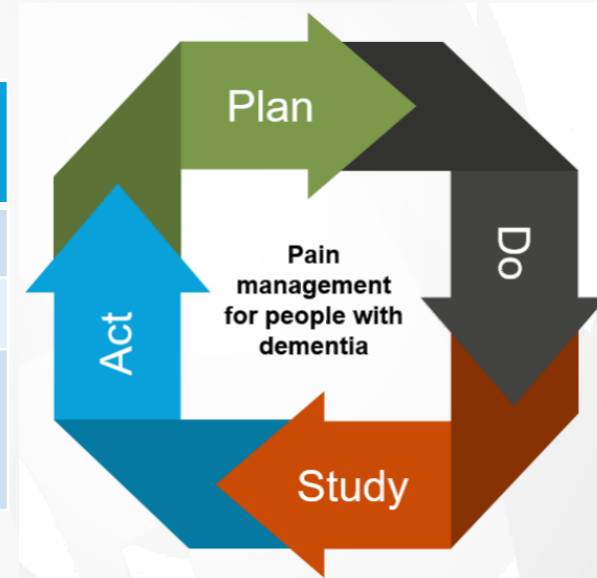 Plan
Do
Pain
management
for people with
dementia
Act
Study